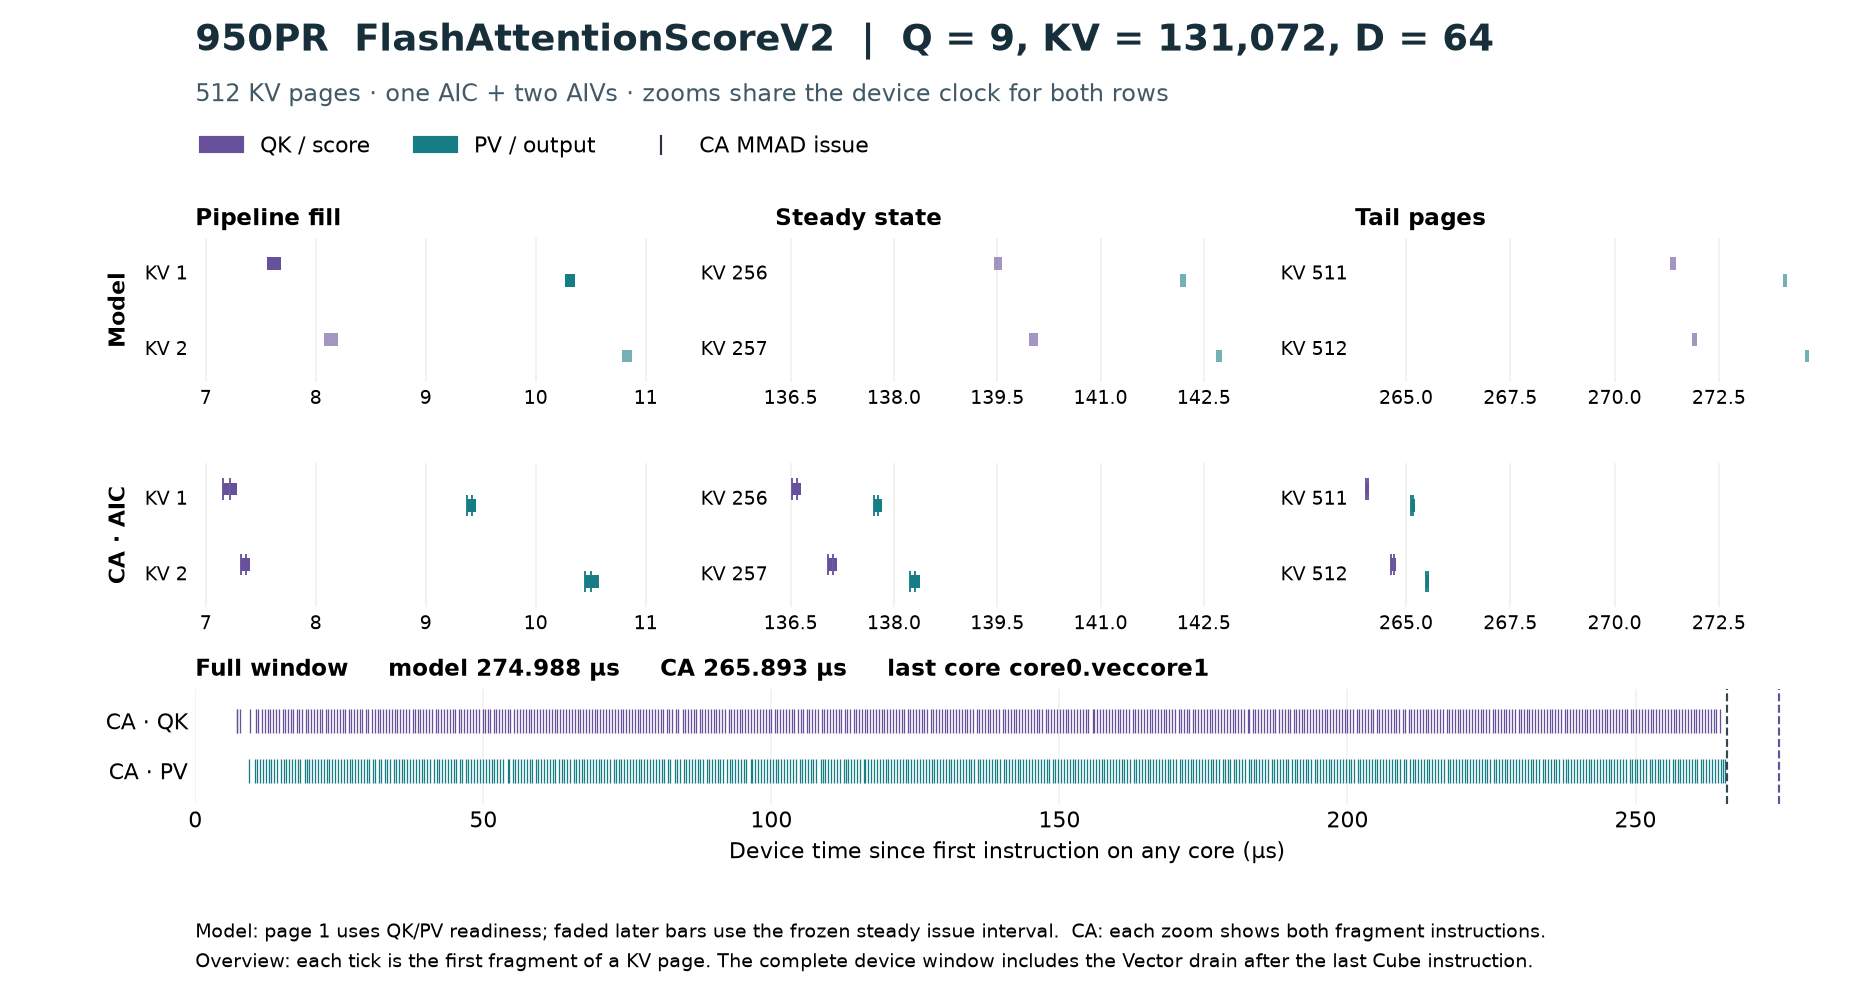 950PR  FlashAttentionScoreV2  |  Q = 9, KV = 131,072, D = 64
512 KV pages · one AIC + two AIVs · zooms share the device clock for both rows
QK / score    PV / output    CA MMAD issue
Pipeline fill    Steady state    Tail pages
Model
KV 1    KV 256    KV 511
KV 2    KV 257    KV 512
7    8    9    10    11    136.5    138.0    139.5    141.0    142.5    265.0    267.5    270.0    272.5
CA · AIC
KV 1    KV 256    KV 511
KV 2    KV 257    KV 512
7    8    9    10    11    136.5    138.0    139.5    141.0    142.5    265.0    267.5    270.0    272.5
Full window    model 274.988 µs    CA 265.893 µs    last core core0.veccore1
CA · QK
CA · PV
0    50    100    150    200    250
Device time since first instruction on any core (µs)
Model: page 1 uses QK/PV readiness; faded later bars use the frozen steady issue interval.  CA: each zoom shows both fragment instructions.
Overview: each tick is the first fragment of a KV page. The complete device window includes the Vector drain after the last Cube instruction.